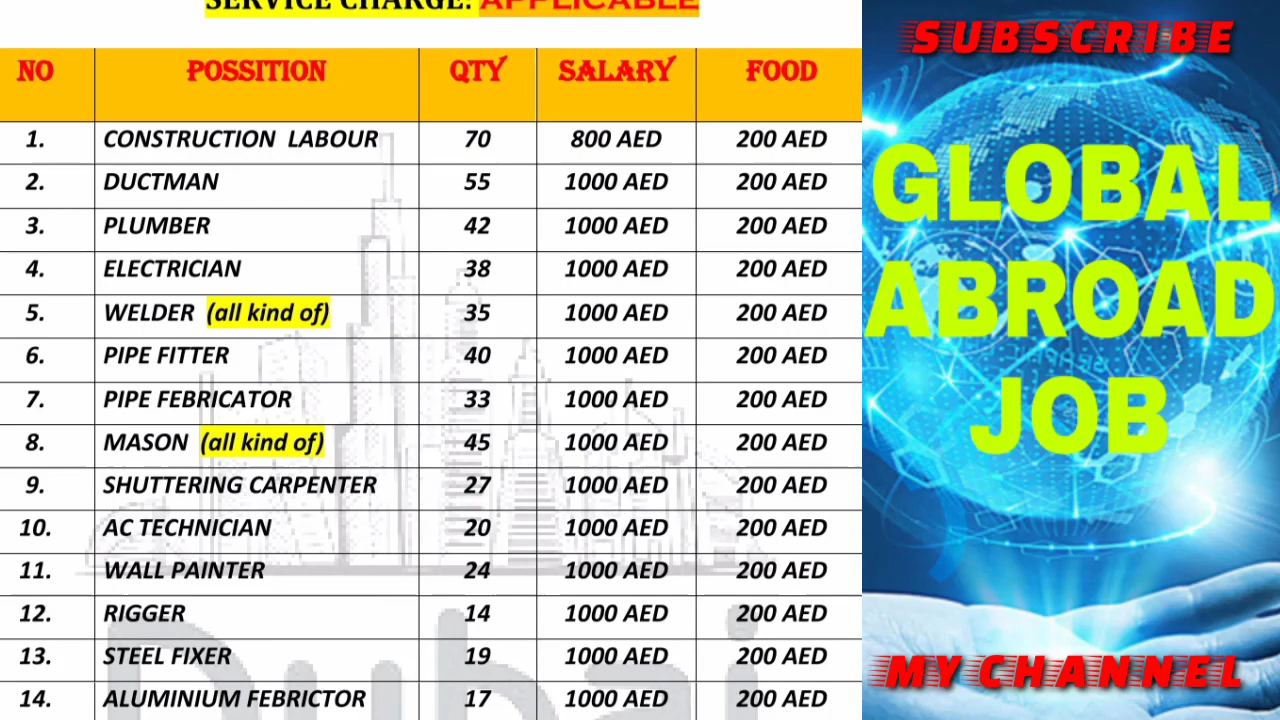 SERVICE CHARGE: APPLICABLE
NO POSSITION QTY SALARY FOOD
1. CONSTRUCTION LABOUR 70 800 AED 200 AED
2. DUCTMAN 55 1000 AED 200 AED
3. PLUMBER 42 1000 AED 200 AED
4. ELECTRICIAN 38 1000 AED 200 AED
5. WELDER (all kind of) 35 1000 AED 200 AED
6. PIPE FITTER 40 1000 AED 200 AED
7. PIPE FEBRICATOR 33 1000 AED 200 AED
8. MASON (all kind of) 45 1000 AED 200 AED
9. SHUTTERING CARPENTER 27 1000 AED 200 AED
10. AC TECHNICIAN 20 1000 AED 200 AED
11. WALL PAINTER 24 1000 AED 200 AED
12. RIGGER 14 1000 AED 200 AED
13. STEEL FIXER 19 1000 AED 200 AED
14. ALUMINIUM FEBRICTOR 17 1000 AED 200 AED
Dubai
SUBSCRIBE
GLOBAL
ABROAD
JOB
MY CHANNEL